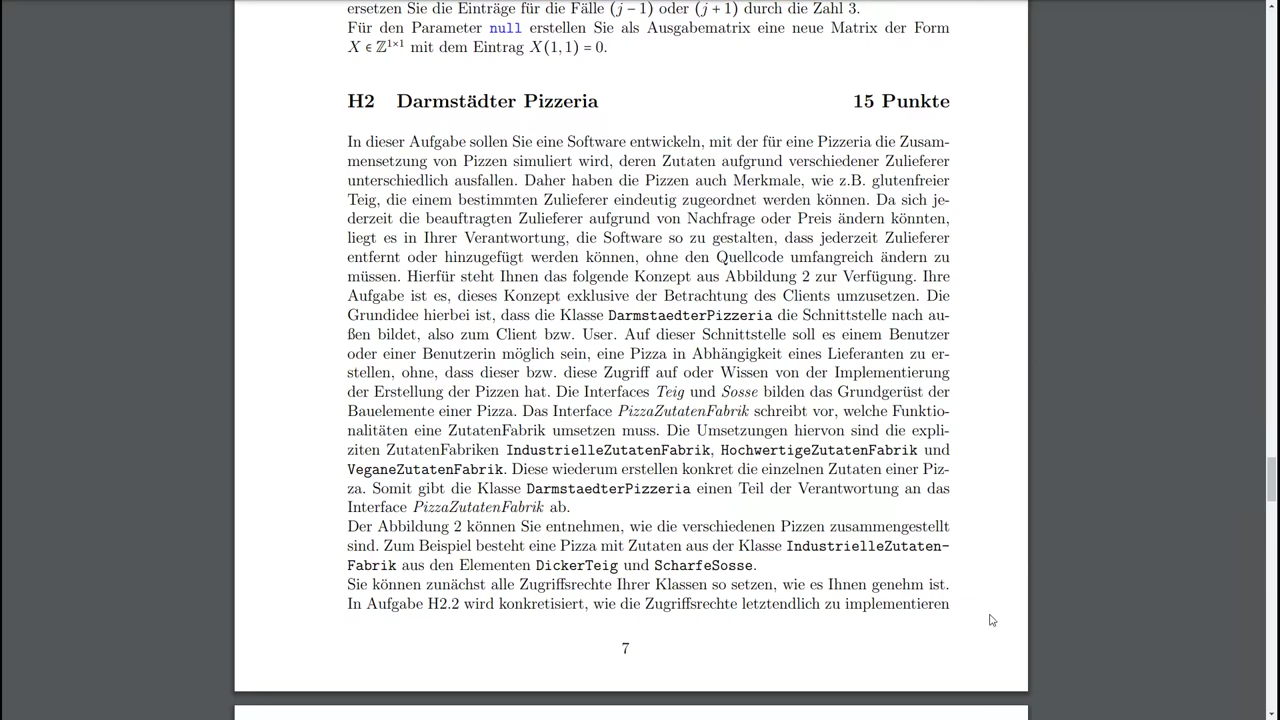 ersetzen Sie die Einträge für die Fälle (j − 1) oder (j + 1) durch die Zahl 3.
Für den Parameter null erstellen Sie als Ausgabematrix eine neue Matrix der Form
X ∈ ℤ¹ˣ¹ mit dem Eintrag X(1, 1) = 0.
H2 Darmstädter Pizzeria 15 Punkte
In dieser Aufgabe sollen Sie eine Software entwickeln, mit der für eine Pizzeria die Zusam-
mensetzung von Pizzen simuliert wird, deren Zutaten aufgrund verschiedener Zulieferer
unterschiedlich ausfallen. Daher haben die Pizzen auch Merkmale, wie z.B. glutenfreier
Teig, die einem bestimmten Zulieferer eindeutig zugeordnet werden können. Da sich je-
derzeit die beauftragten Zulieferer aufgrund von Nachfrage oder Preis ändern könnten,
liegt es in Ihrer Verantwortung, die Software so zu gestalten, dass jederzeit Zulieferer
entfernt oder hinzugefügt werden können, ohne den Quellcode umfangreich ändern zu
müssen. Hierfür steht Ihnen das folgende Konzept aus Abbildung 2 zur Verfügung. Ihre
Aufgabe ist es, dieses Konzept exklusive der Betrachtung des Clients umzusetzen. Die
Grundidee hierbei ist, dass die Klasse DarmstaedterPizzeria die Schnittstelle nach au-
ßen bildet, also zum Client bzw. User. Auf dieser Schnittstelle soll es einem Benutzer
oder einer Benutzerin möglich sein, eine Pizza in Abhängigkeit eines Lieferanten zu er-
stellen, ohne, dass dieser bzw. diese Zugriff auf oder Wissen von der Implementierung
der Erstellung der Pizzen hat. Die Interfaces Teig und Sosse bilden das Grundgerüst der
Bauelemente einer Pizza. Das Interface PizzaZutatenFabrik schreibt vor, welche Funktio-
nalitäten eine ZutatenFabrik umsetzen muss. Die Umsetzungen hiervon sind die expli-
ziten ZutatenFabriken IndustrielleZutatenFabrik, HochwertigeZutatenFabrik und
VeganeZutatenFabrik. Diese wiederum erstellen konkret die einzelnen Zutaten einer Piz-
za. Somit gibt die Klasse DarmstaedterPizzeria einen Teil der Verantwortung an das
Interface PizzaZutatenFabrik ab.
Der Abbildung 2 können Sie entnehmen, wie die verschiedenen Pizzen zusammengestellt
sind. Zum Beispiel besteht eine Pizza mit Zutaten aus der Klasse IndustrielleZutaten-
Fabrik aus den Elementen DickerTeig und ScharfeSosse.
Sie können zunächst alle Zugriffsrechte Ihrer Klassen so setzen, wie es Ihnen genehm ist.
In Aufgabe H2.2 wird konkretisiert, wie die Zugriffsrechte letztendlich zu implementieren
7